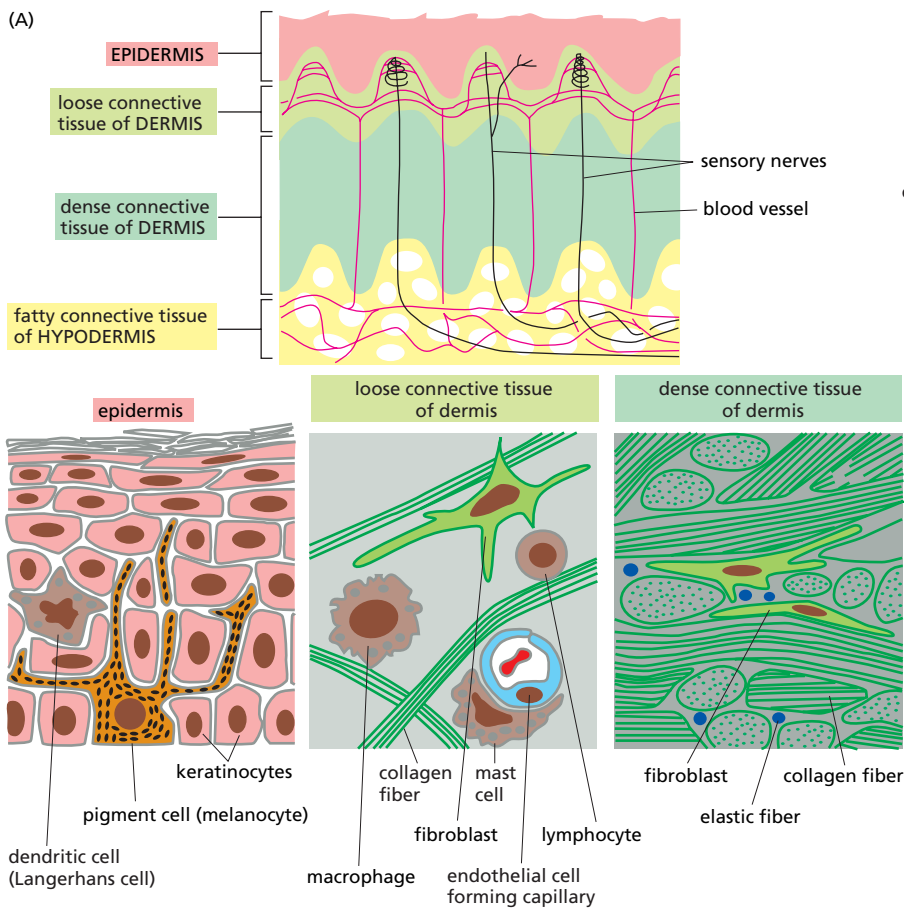 (A)
EPIDERMIS
loose connective
tissue of DERMIS
dense connective
tissue of DERMIS
fatty connective tissue
of HYPODERMIS
sensory nerves
blood vessel
epidermis
keratinocytes
pigment cell (melanocyte)
dendritic cell
(Langerhans cell)
loose connective tissue
of dermis
collagen
fiber
mast
cell
fibroblast
lymphocyte
macrophage
endothelial cell
forming capillary
dense connective tissue
of dermis
fibroblast
collagen fiber
elastic fiber